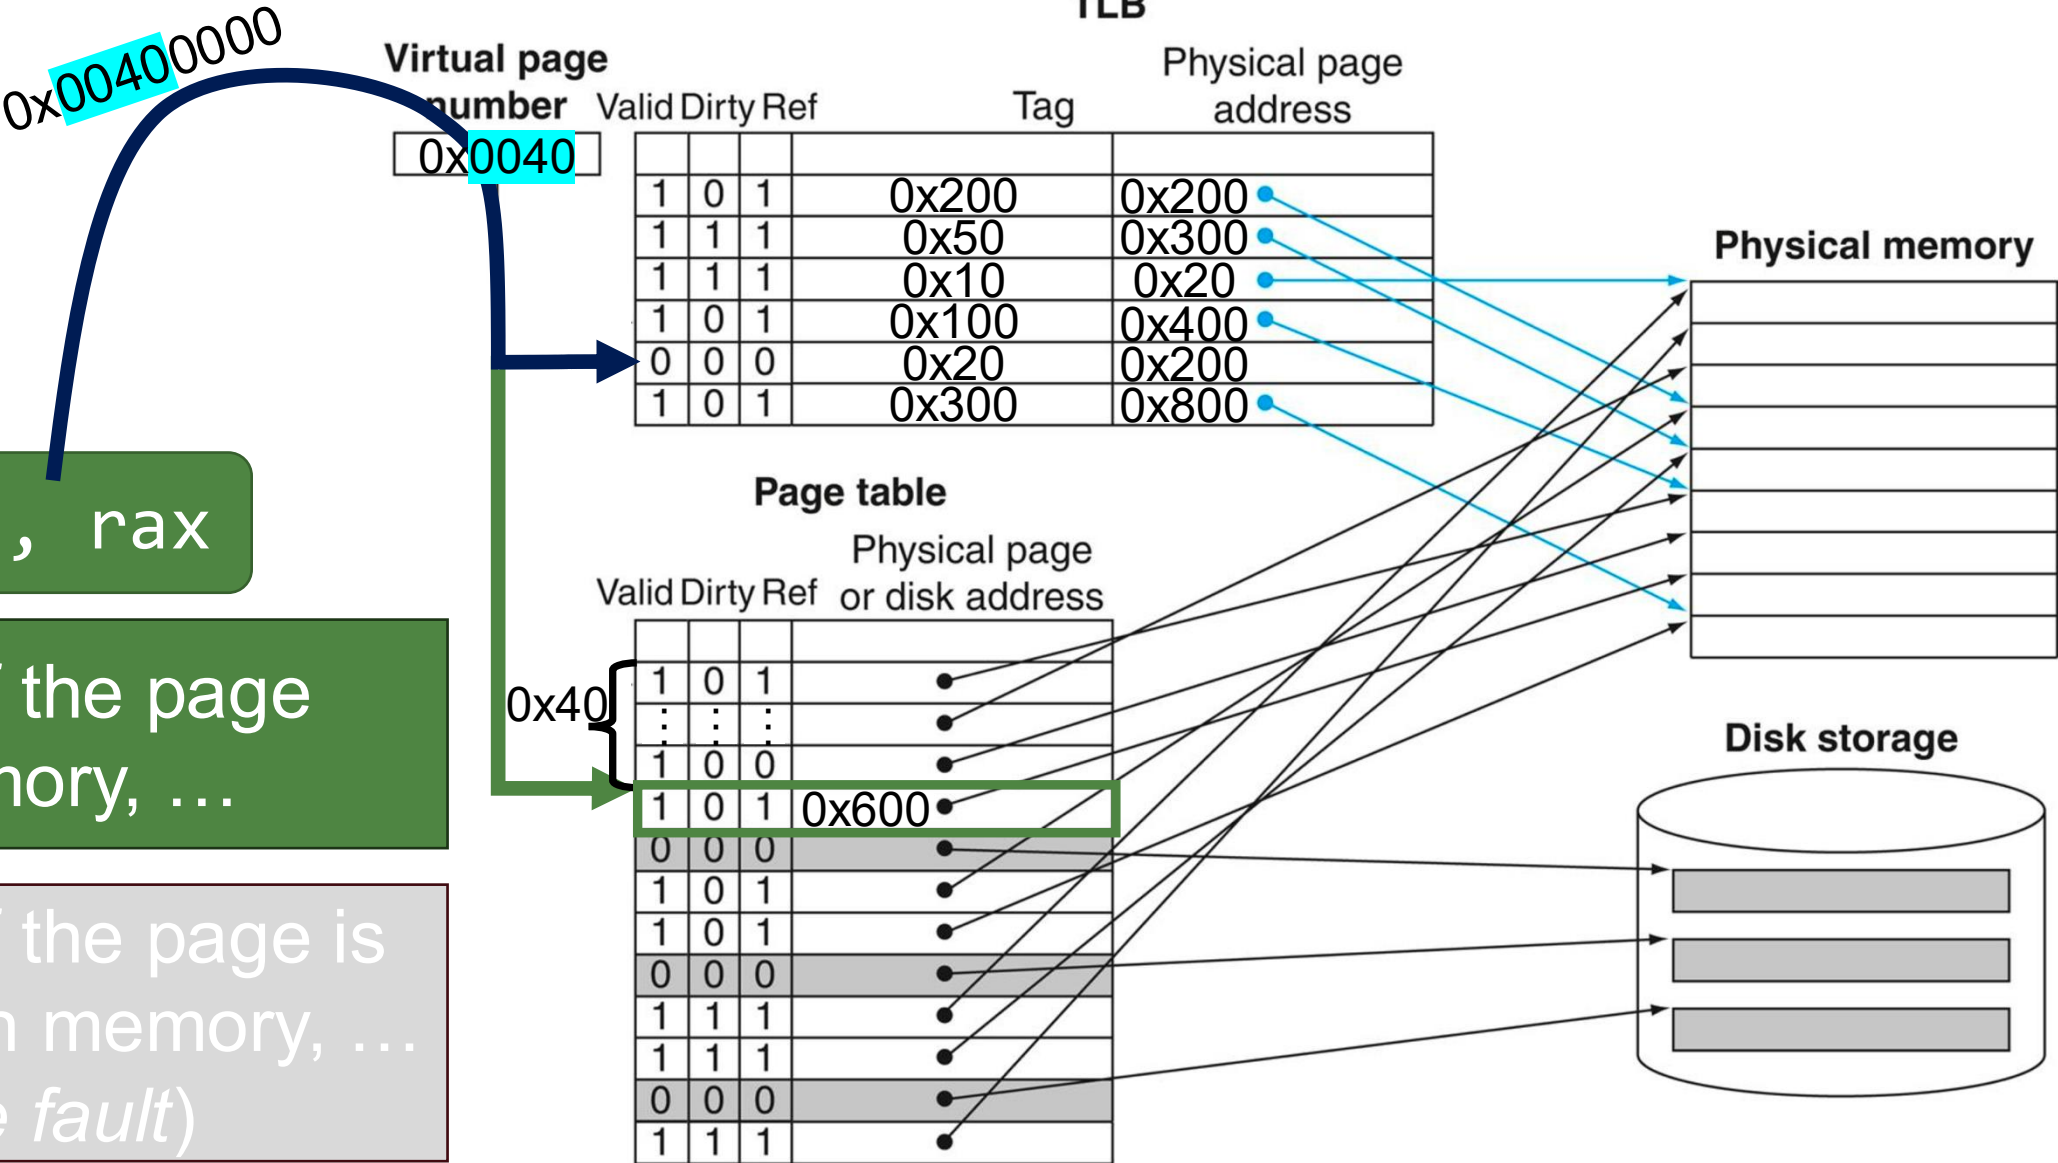 TLB
0x00400000
Virtual page
number
0x0040
Physical page
address
Valid Dirty Ref Tag
1 0 1 0x200 0x200
1 1 1 0x50 0x300
1 1 1 0x10 0x20
1 0 1 0x100 0x400
0 0 0 0x20 0x200
1 0 1 0x300 0x800
Physical memory
, rax
Page table
Physical page
or disk address
Valid Dirty Ref
the page
…
the page is
memory, …
fault)
0x40
1 0 1
⋮ ⋮ ⋮
1 0 0
1 0 1 0x600
0 0 0
1 0 1
1 0 1
0 0 0
1 1 1
1 1 1
0 0 0
1 1 1
Disk storage